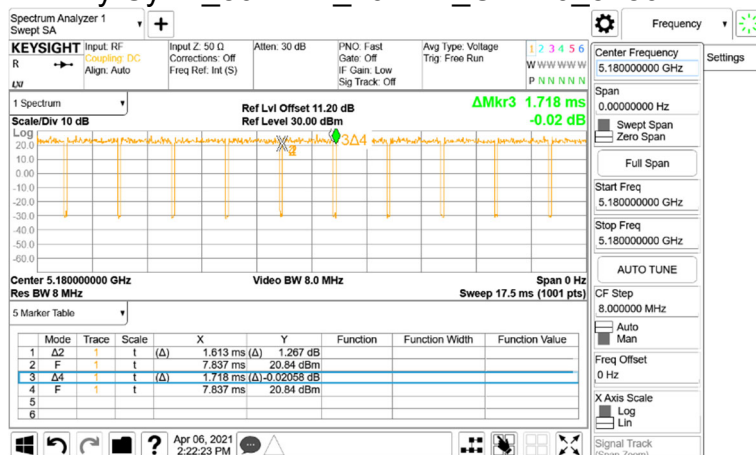 Spectrum Analyzer 1
Swept SA
Frequency
KEYSIGHT
Input: RF
Coupling: DC
Align: Auto
Input Z: 50 Ω
Corrections: Off
Freq Ref: Int (S)
Atten: 30 dB
PNO: Fast
Gate: Off
IF Gain: Low
Sig Track: Off
Avg Type: Voltage
Trig: Free Run
1 2 3 4 5 6
W W W W W W
P N N N N N
R
LXI
1 Spectrum
Scale/Div 10 dB
Ref Lvl Offset 11.20 dB
Ref Level 30.00 dBm
ΔMkr3 1.718 ms
-0.02 dB
Log
20.0
10.0
0.00
-10.0
-20.0
-30.0
-40.0
-50.0
-60.0
3Δ4
Center 5.180000000 GHz
Video BW 8.0 MHz
Span 0 Hz
Res BW 8 MHz
Sweep 17.5 ms (1001 pts)
5 Marker Table
Mode Trace Scale X Y Function Function Width Function Value
1 Δ2 1 t (Δ) 1.613 ms (Δ) 1.267 dB
2 F 1 t 7.837 ms 20.84 dBm
3 Δ4 1 t (Δ) 1.718 ms (Δ) -0.02058 dB
4 F 1 t 7.837 ms 20.84 dBm
5
6
Apr 06, 2021
2:22:23 PM
?
Center Frequency
5.180000000 GHz
Settings
Span
0.00000000 Hz
Swept Span
Zero Span
Full Span
Start Freq
5.180000000 GHz
Stop Freq
5.180000000 GHz
AUTO TUNE
CF Step
8.000000 MHz
Auto
Man
Freq Offset
0 Hz
X Axis Scale
Log
Lin
Signal Track
(Span Zoom)